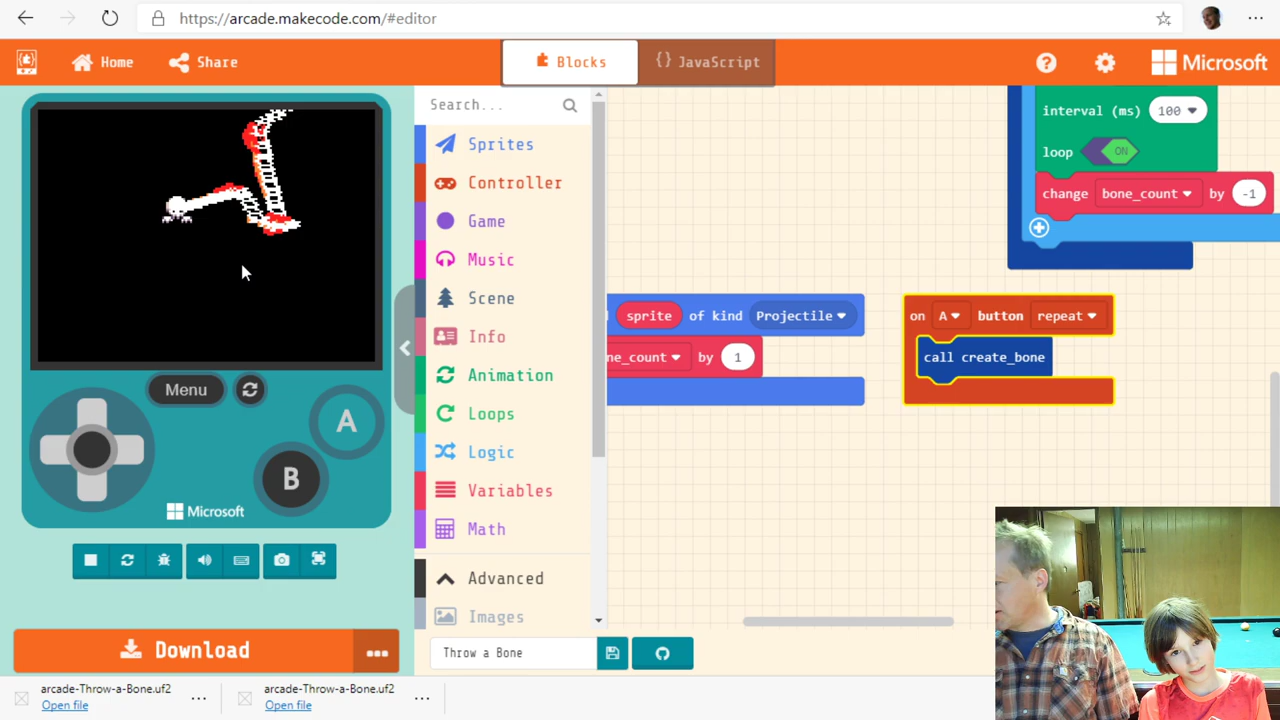 https://arcade.makecode.com/#editor
Home
Share
Blocks
{} JavaScript
?
Microsoft
Search...
Sprites
Controller
Game
Music
Scene
Info
Animation
Loops
Logic
Variables
Math
Advanced
Images
interval (ms) 100
loop ON
change bone_count by -1
sprite of kind Projectile
ne_count by 1
on A button repeat
call create_bone
Menu
A
B
Microsoft
Download
...
Throw a Bone
arcade-Throw-a-Bone.uf2
Open file
...
arcade-Throw-a-Bone.uf2
Open file
...